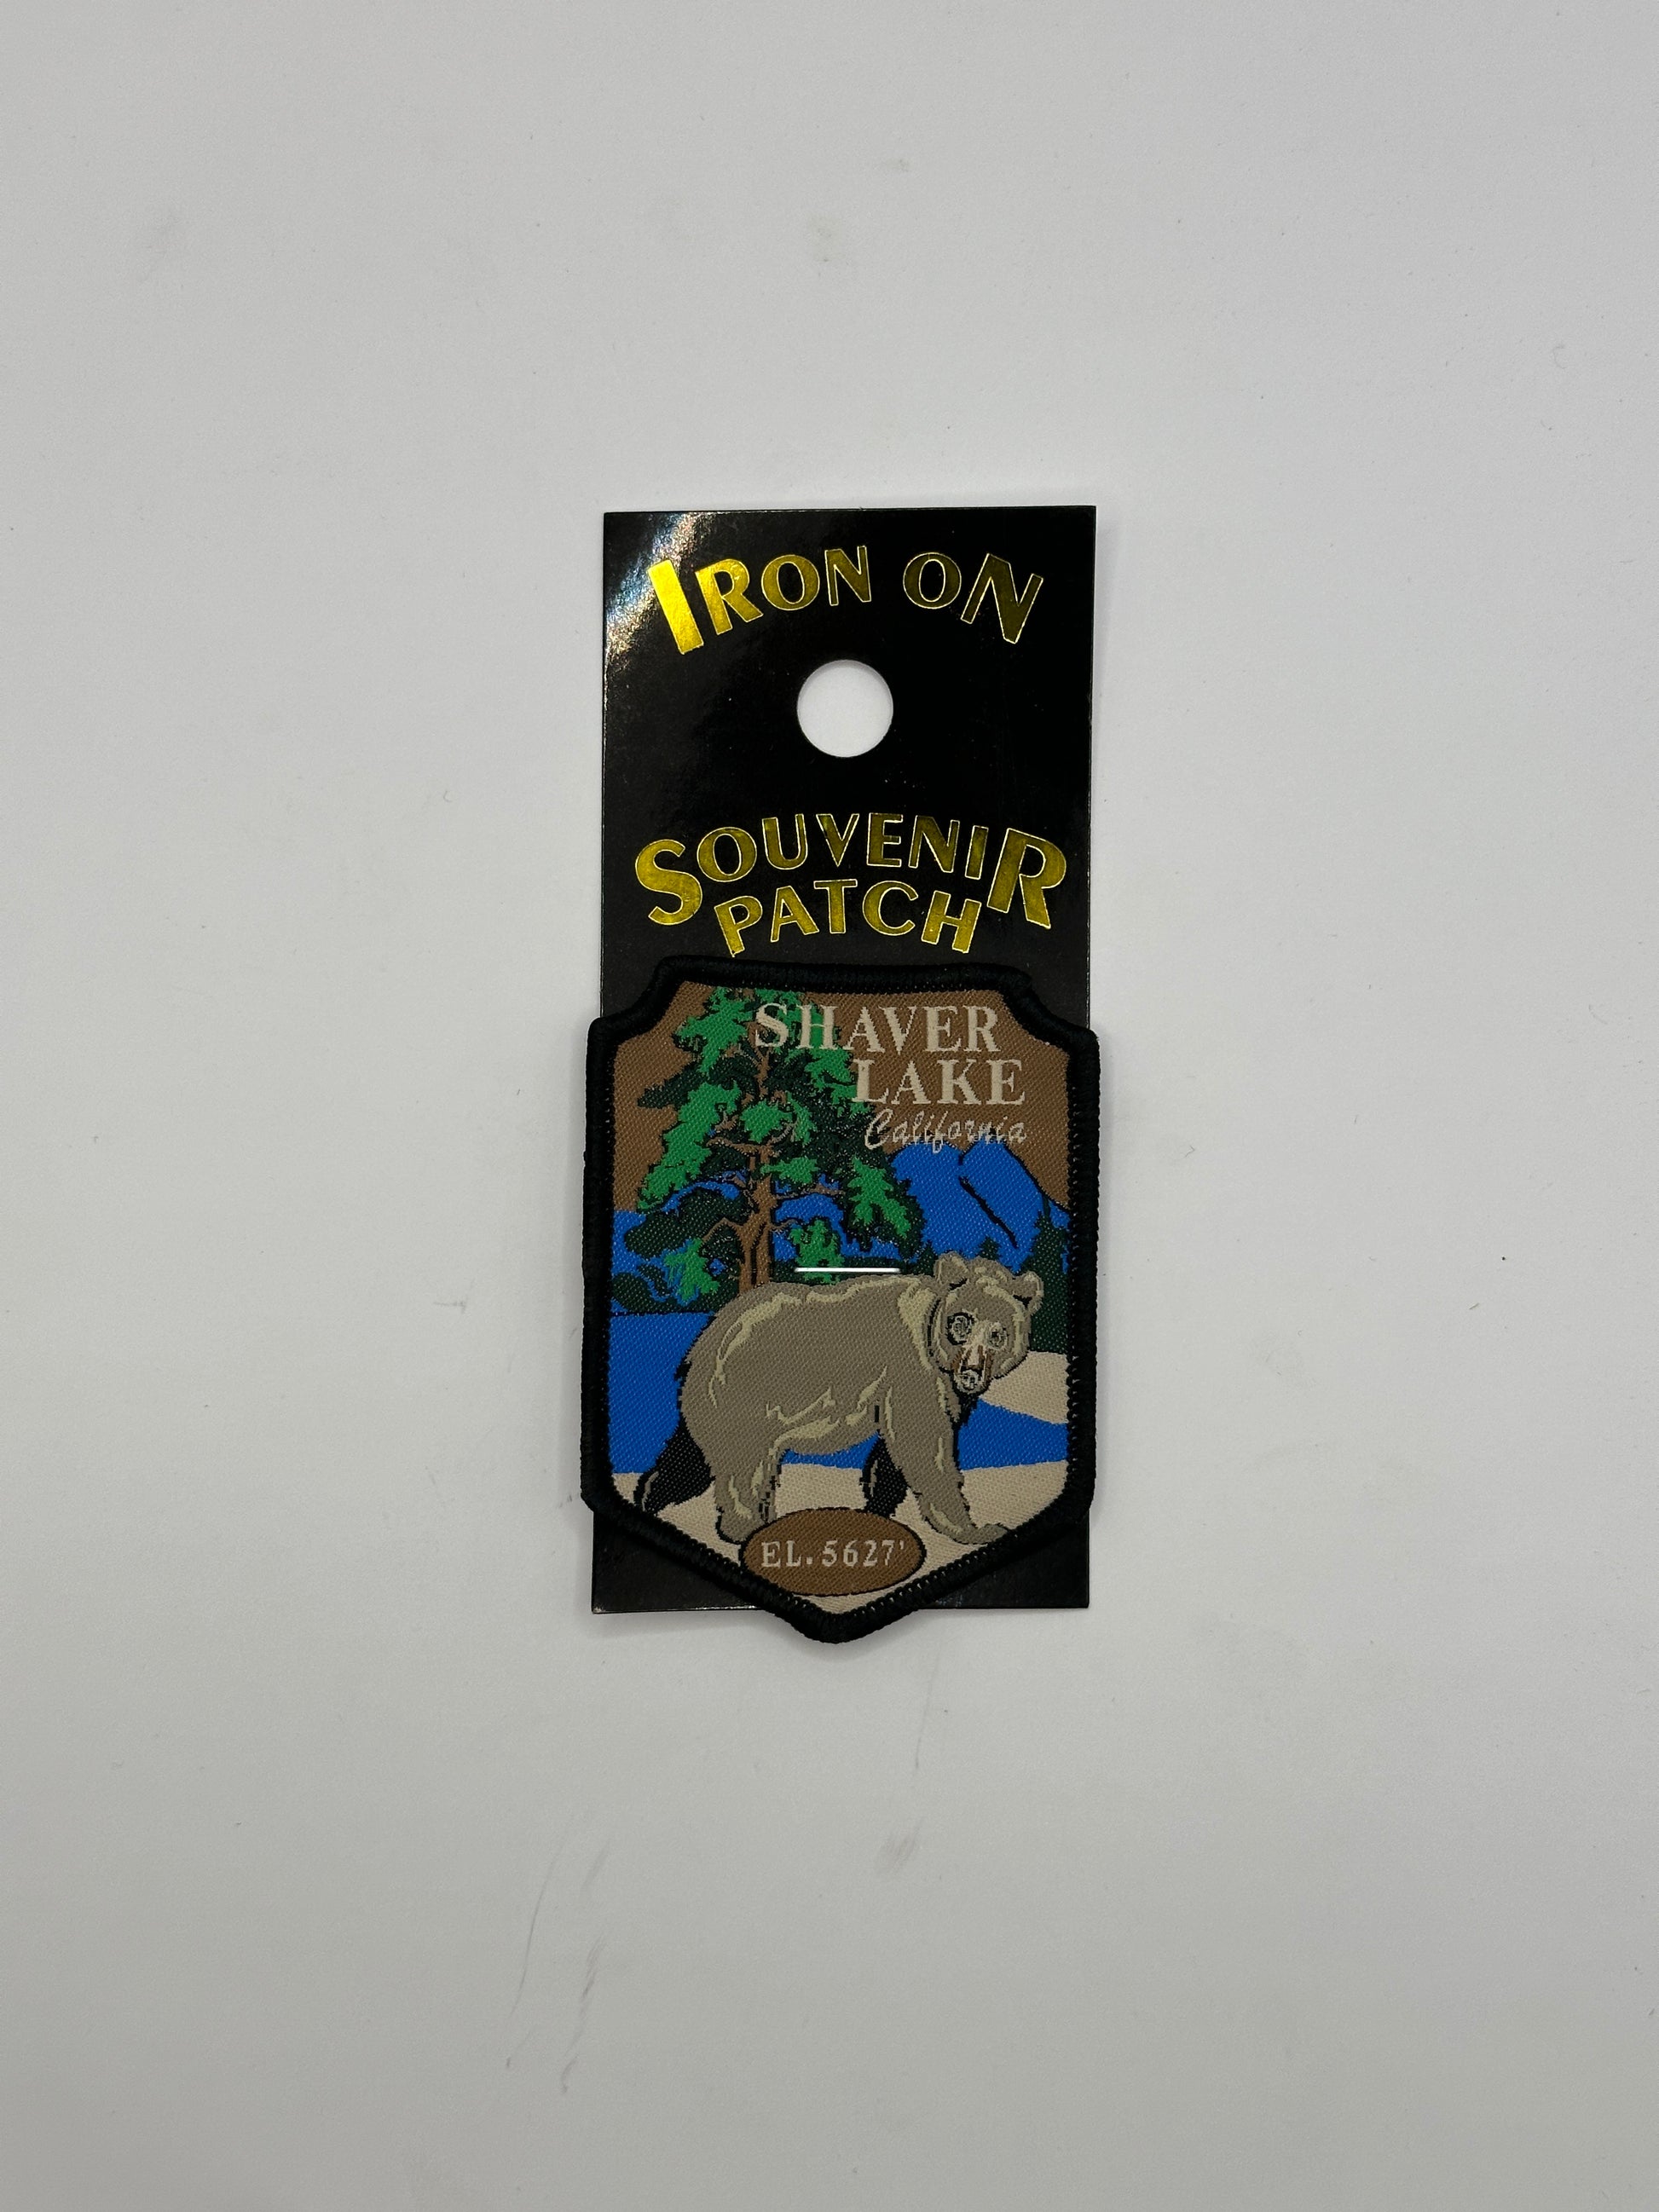 IRON ON
SOUVENIR
PATCH
SHAVER
LAKE
California
EL. 5627'